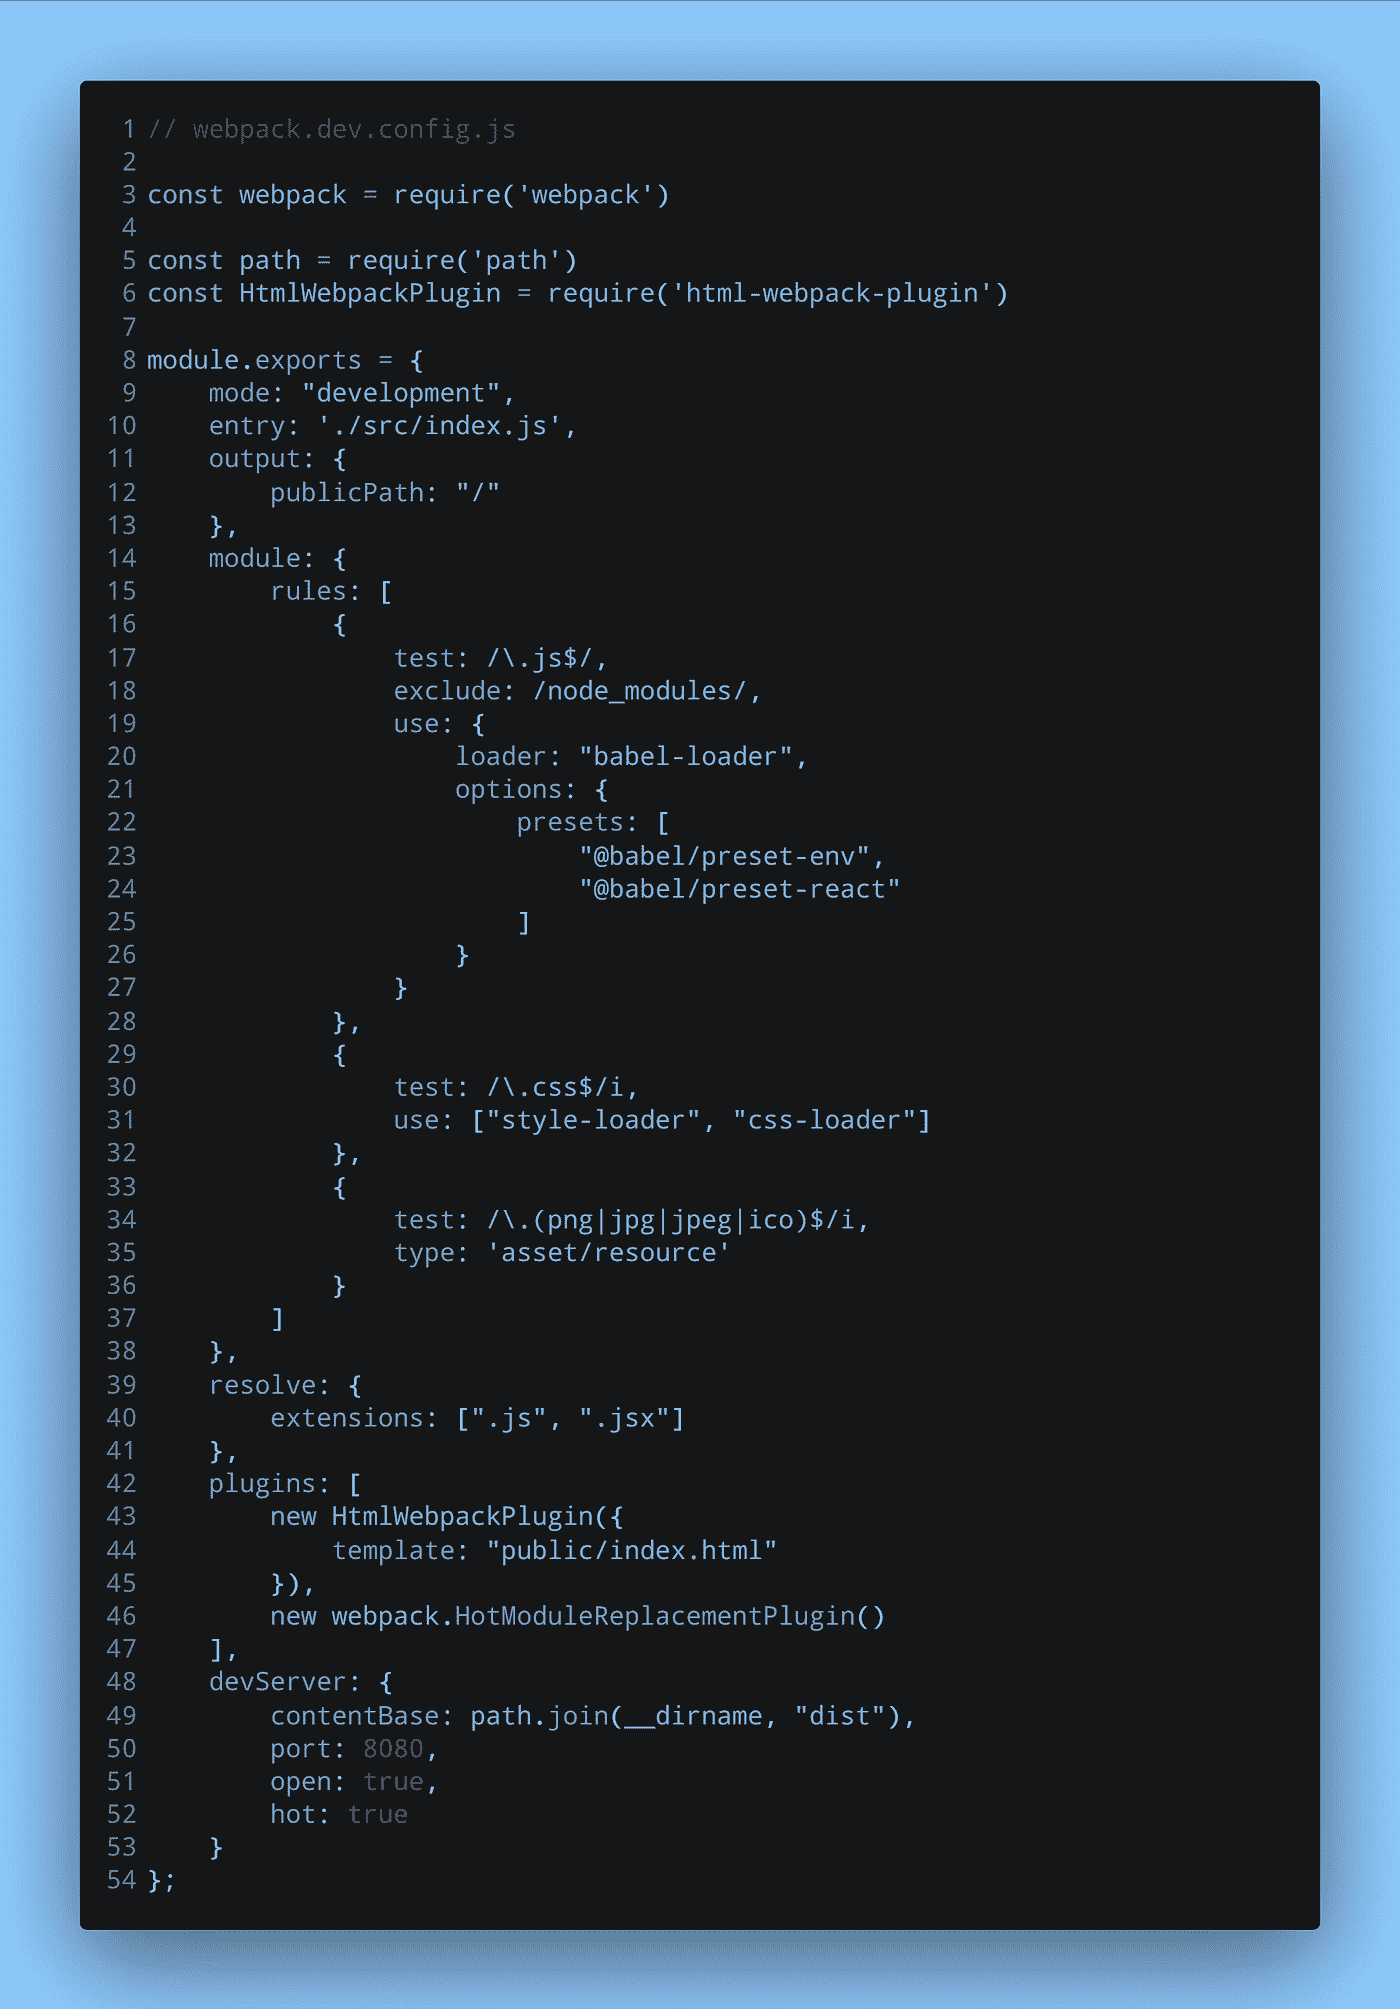 1 // webpack.dev.config.js
2
3 const webpack = require('webpack')
4
5 const path = require('path')
6 const HtmlWebpackPlugin = require('html-webpack-plugin')
7
8 module.exports = {
9     mode: "development",
10     entry: './src/index.js',
11     output: {
12         publicPath: "/"
13     },
14     module: {
15         rules: [
16             {
17                 test: /\.js$/,
18                 exclude: /node_modules/,
19                 use: {
20                     loader: "babel-loader",
21                     options: {
22                         presets: [
23                             "@babel/preset-env",
24                             "@babel/preset-react"
25                         ]
26                     }
27                 }
28             },
29             {
30                 test: /\.css$/i,
31                 use: ["style-loader", "css-loader"]
32             },
33             {
34                 test: /\.(png|jpg|jpeg|ico)$/i,
35                 type: 'asset/resource'
36             }
37         ]
38     },
39     resolve: {
40         extensions: [".js", ".jsx"]
41     },
42     plugins: [
43         new HtmlWebpackPlugin({
44             template: "public/index.html"
45         }),
46         new webpack.HotModuleReplacementPlugin()
47     ],
48     devServer: {
49         contentBase: path.join(__dirname, "dist"),
50         port: 8080,
51         open: true,
52         hot: true
53     }
54 };